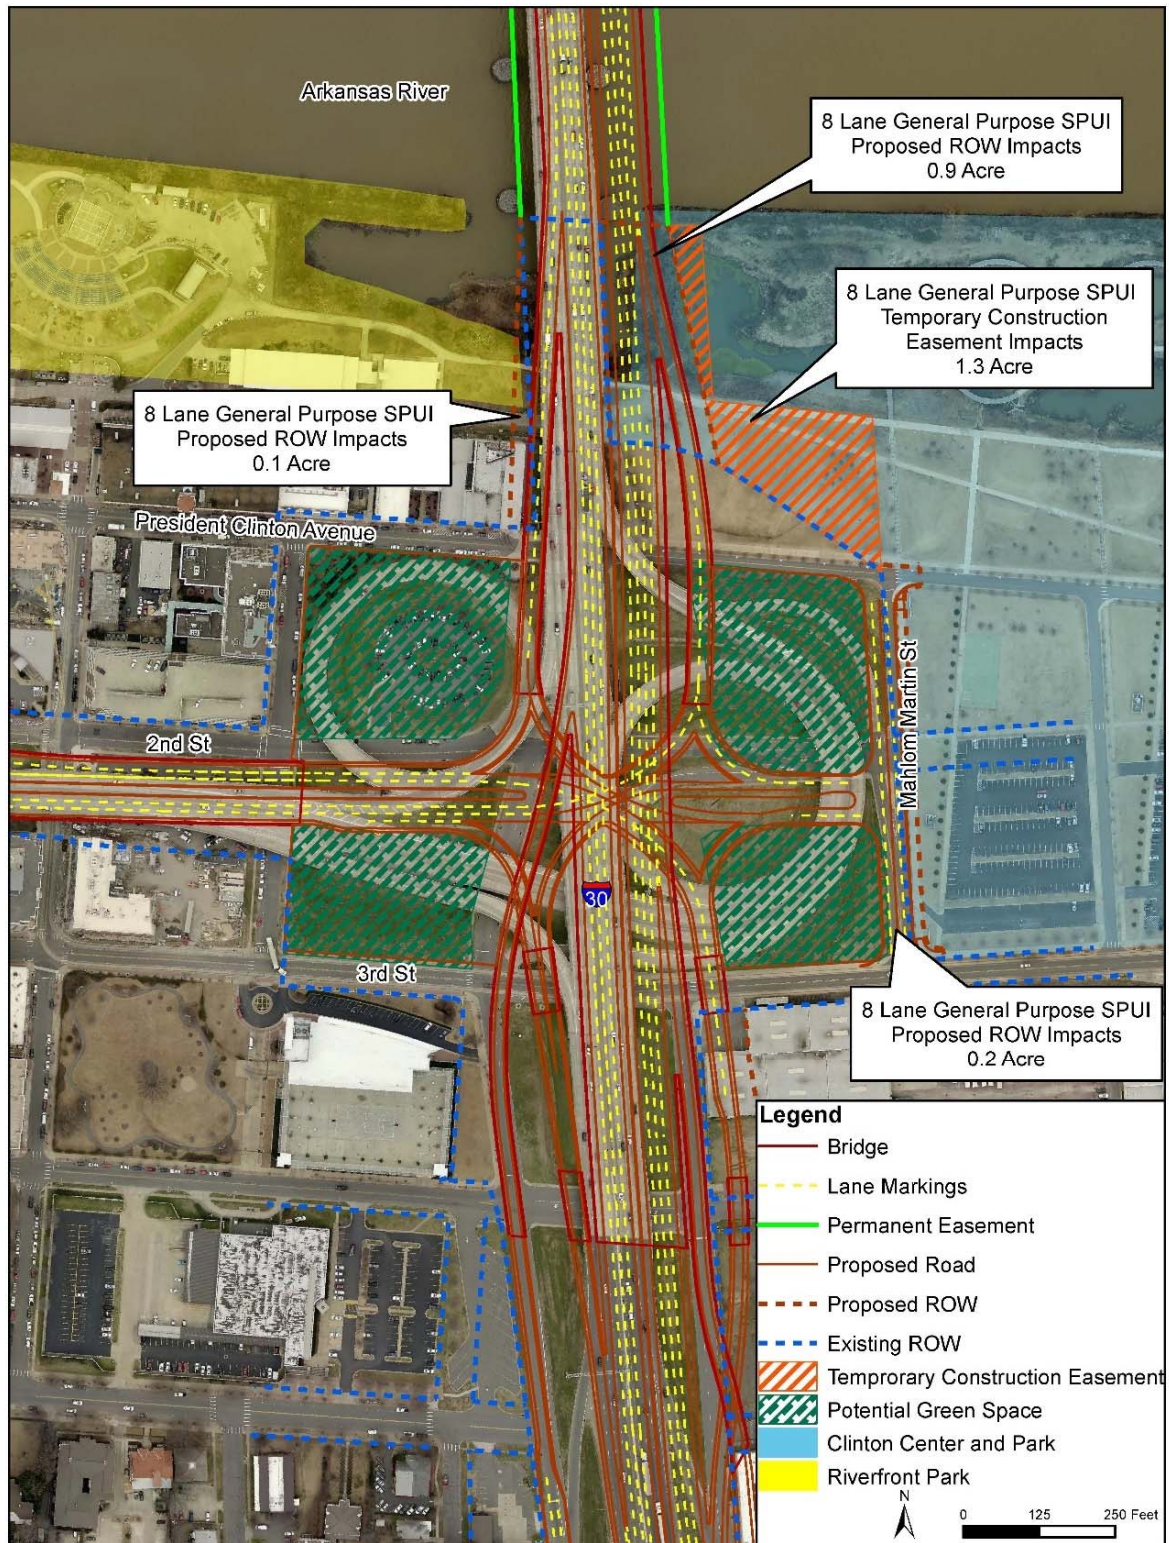 Arkansas River
8 Lane General Purpose SPUI
Proposed ROW Impacts
0.9 Acre
8 Lane General Purpose SPUI
Temporary Construction
Easement Impacts
1.3 Acre
8 Lane General Purpose SPUI
Proposed ROW Impacts
0.1 Acre
President Clinton Avenue
2nd St
Mahlom Martin St
30
3rd St
8 Lane General Purpose SPUI
Proposed ROW Impacts
0.2 Acre
Legend
Bridge
Lane Markings
Permanent Easement
Proposed Road
Proposed ROW
Existing ROW
Temprorary Construction Easement
Potential Green Space
Clinton Center and Park
Riverfront Park
N
0 125 250 Feet